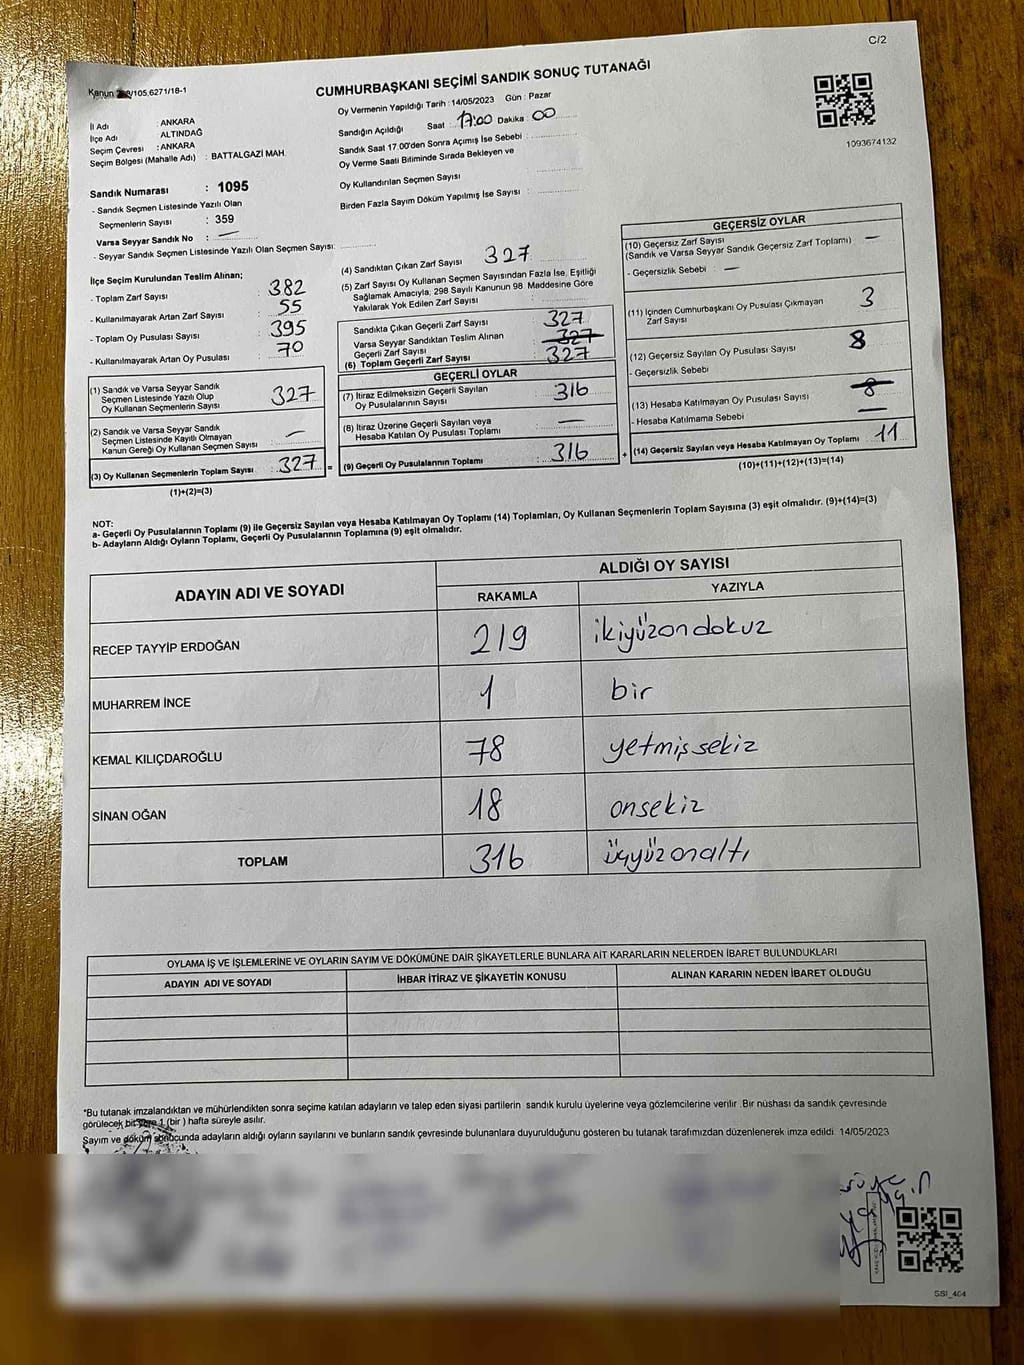 C/2
CUMHURBAŞKANI SEÇİMİ SANDIK SONUÇ TUTANAĞI
/105,6271/18-1
İl Adı : ANKARA
İlçe Adı : ALTINDAĞ
Seçim Çevresi : ANKARA
Seçim Bölgesi (Mahalle Adı) : BATTALGAZİ MAH.
Oy Vermenin Yapıldığı Tarih : 14/05/2023 Gün : Pazar
Sandığın Açıldığı Saat : 17:00 Dakika : 00
Sandık Saat 17.00'den Sonra Açımış İse Sebebi :
Oy Verme Saati Bitiminde Sırada Bekleyen ve
Oy Kullandırılan Seçmen Sayısı
Birden Fazla Sayım Döküm Yapılmış İse Sayısı :
1093674132
Sandık Numarası : 1095
- Sandık Seçmen Listesinde Yazılı Olan
Seçmenlerin Sayısı : 359
Varsa Seyyar Sandık No : —
- Seyyar Sandık Seçmen Listesinde Yazılı Olan Seçmen Sayısı:
İlçe Seçim Kurulundan Teslim Alınan;
- Toplam Zarf Sayısı : 382
- Kullanılmayarak Artan Zarf Sayısı : 55
- Toplam Oy Pusulası Sayısı : 395
- Kullanılmayarak Artan Oy Pusulası : 70
(1) Sandık ve Varsa Seyyar Sandık
Seçmen Listesinde Yazılı Olup
Oy Kullanan Seçmenlerin Sayısı : 327
(2) Sandık ve Varsa Seyyar Sandık
Seçmen Listesinde Kayıtlı Olmayan
Kanun Gereği Oy Kullanan Seçmen Sayısı : —
(3) Oy Kullanan Seçmenlerin Toplam Sayısı : 327 =
(1)+(2)=(3)
(4) Sandıktan Çıkan Zarf Sayısı : 327
(5) Zarf Sayısı Oy Kullanan Seçmen Sayısından Fazla İse, Eşitliği
Sağlamak Amacıyla, 298 Sayılı Kanunun 98. Maddesine Göre
Yakılarak Yok Edilen Zarf Sayısı :
Sandıkta Çıkan Geçerli Zarf Sayısı : 327
Varsa Seyyar Sandıktan Teslim Alınan
Geçerli Zarf Sayısı : 327
(6) Toplam Geçerli Zarf Sayısı : 327
GEÇERLİ OYLAR
(7) İtiraz Edilmeksizin Geçerli Sayılan
Oy Pusulalarının Sayısı : 316
(8) İtiraz Üzerine Geçerli Sayılan veya
Hesaba Katılan Oy Pusulası Toplamı : —
(9) Geçerli Oy Pusulalarının Toplamı : 316 +
GEÇERSİZ OYLAR
(10) Geçersiz Zarf Sayısı
(Sandık ve Varsa Seyyar Sandık Geçersiz Zarf Toplamı) : —
- Geçersizlik Sebebi : —
(11) İçinden Cumhurbaşkanı Oy Pusulası Çıkmayan
Zarf Sayısı : 3
(12) Geçersiz Sayılan Oy Pusulası Sayısı : 8
- Geçersizlik Sebebi
(13) Hesaba Katılmayan Oy Pusulası Sayısı : 8
- Hesaba Katılmama Sebebi : —
(14) Geçersiz Sayılan veya Hesaba Katılmayan Oy Toplamı : 11
(10)+(11)+(12)+(13)=(14)
NOT:
a- Geçerli Oy Pusulalarının Toplamı (9) ile Geçersiz Sayılan veya Hesaba Katılmayan Oy Toplamı (14) Toplamları, Oy Kullanan Seçmenlerin Toplam Sayısına (3) eşit olmalıdır. (9)+(14)=(3)
b- Adayların Aldığı Oyların Toplamı, Geçerli Oy Pusulalarının Toplamına (9) eşit olmalıdır.
ADAYIN ADI VE SOYADI
ALDIĞI OY SAYISI
RAKAMLA YAZIYLA
RECEP TAYYİP ERDOĞAN 219 ikiyüzondokuz
MUHARREM İNCE 1 bir
KEMAL KILIÇDAROĞLU 78 yetmişsekiz
SİNAN OĞAN 18 onsekiz
TOPLAM 316 üçyüzonaltı
OYLAMA İŞ VE İŞLEMLERİNE VE OYLARIN SAYIM VE DÖKÜMÜNE DAİR ŞİKAYETLERLE BUNLARA AİT KARARLARIN NELERDEN İBARET BULUNDUKLARI
ADAYIN ADI VE SOYADI İHBAR İTİRAZ VE ŞİKAYETİN KONUSU ALINAN KARARIN NEDEN İBARET OLDUĞU
*Bu tutanak imzalandıktan ve mühürlendikten sonra seçime katılan adayların ve talep eden siyasi partilerin sandık kurulu üyelerine veya gözlemcilerine verilir .Bir nüshası da sandık çevresinde
görülecek bir yere 1 (bir ) hafta süreyle asılır.
Sayım ve döküm sonucunda adayların aldığı oyların sayılarını ve bunların sandık çevresinde bulunanlara duyurulduğunu gösteren bu tutanak tarafımızdan düzenlenerek imza edildi. 14/05/2023
SSI_464